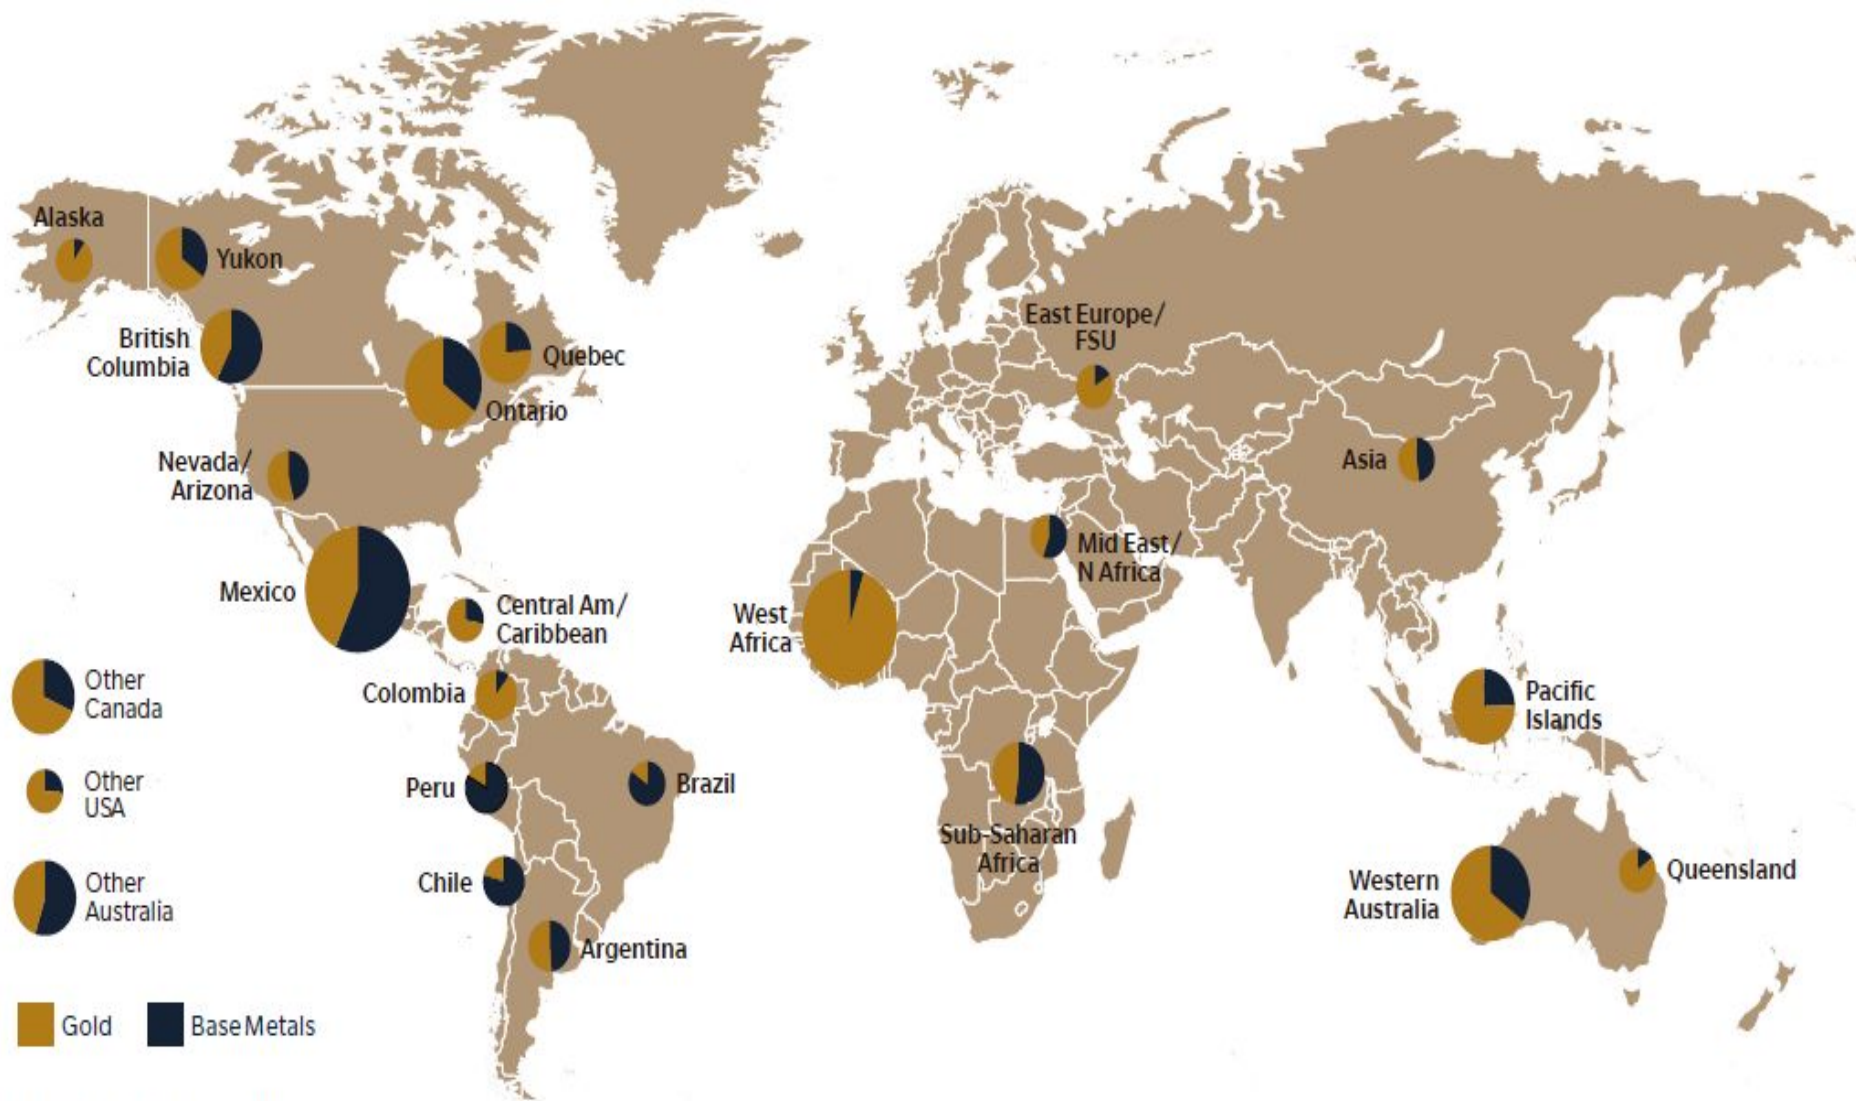 Alaska
Yukon
British
Columbia
Quebec
Ontario
Nevada/
Arizona
Mexico
Central Am/
Caribbean
Colombia
Peru
Brazil
Chile
Argentina
East Europe/
FSU
Asia
Mid East/
N Africa
West
Africa
Sub-Saharan
Africa
Pacific
Islands
Western
Australia
Queensland
Other
Canada
Other
USA
Other
Australia
Gold
Base Metals